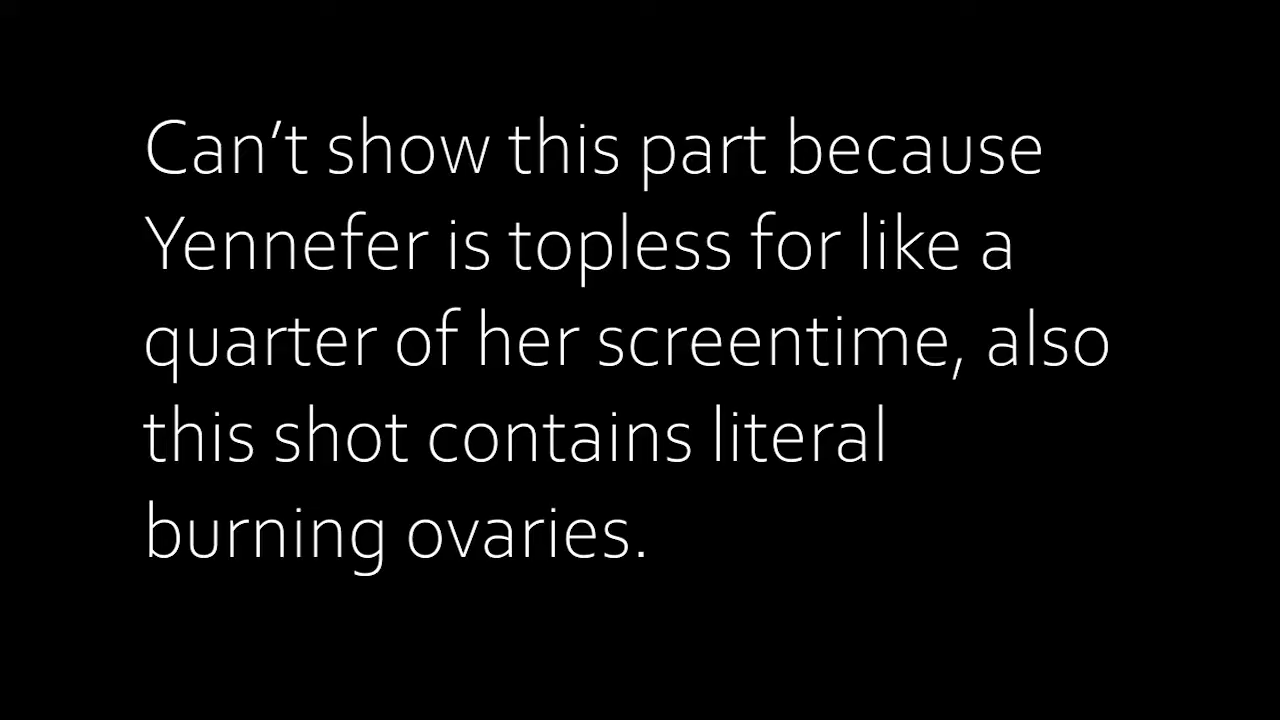 Can’t show this part because
Yennefer is topless for like a
quarter of her screentime, also
this shot contains literal
burning ovaries.